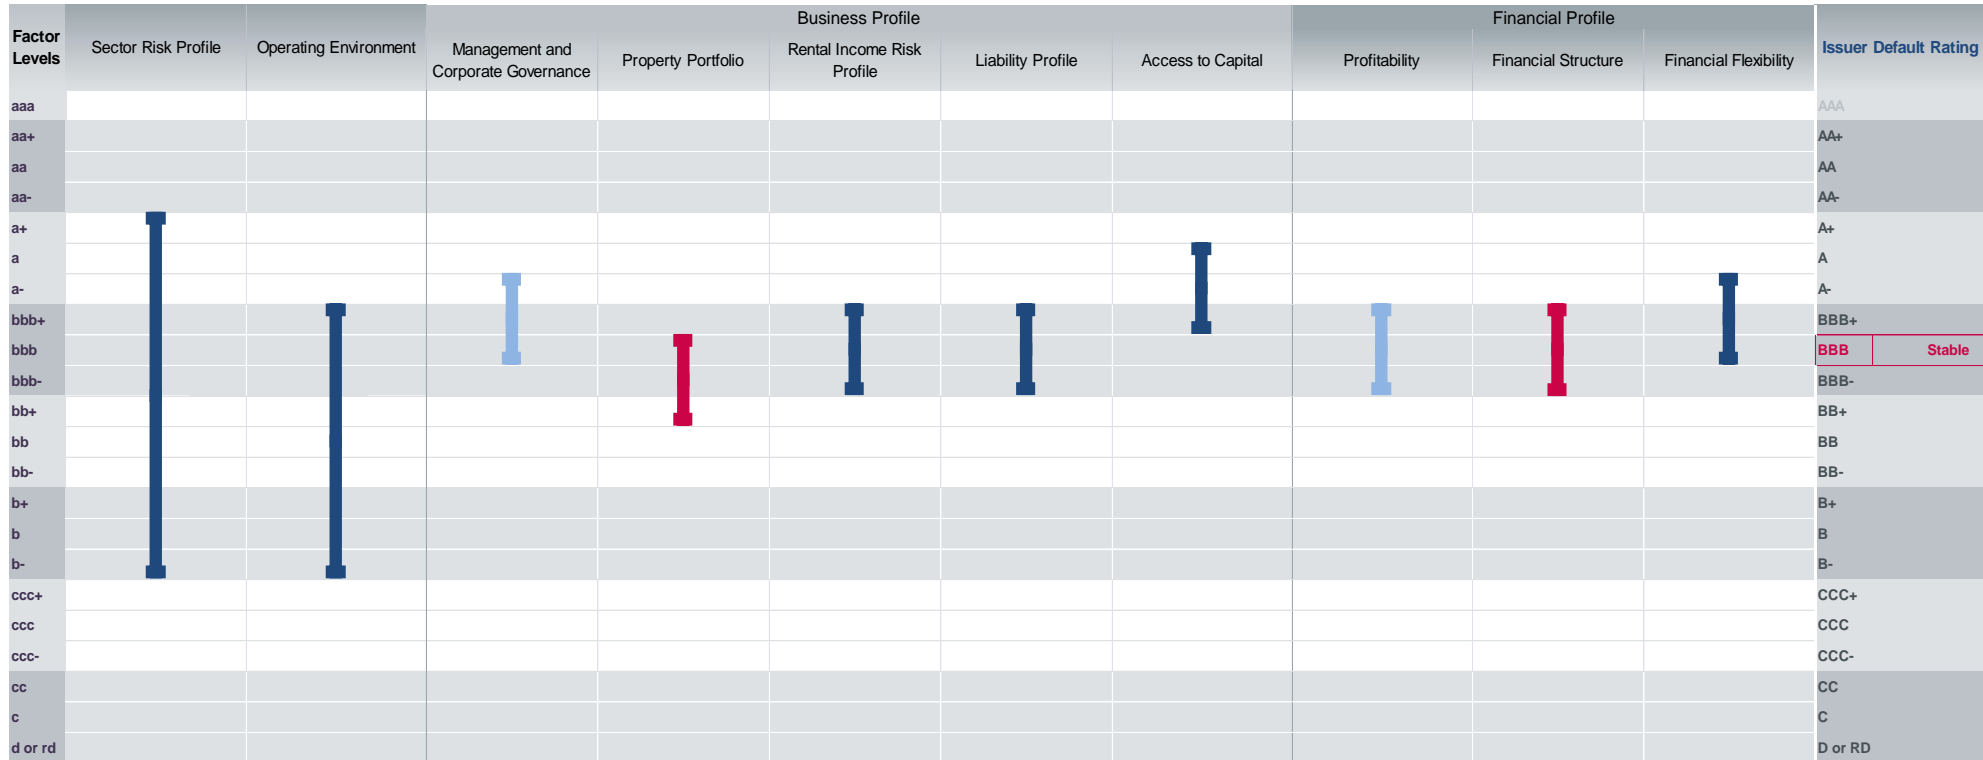 Business Profile
Financial Profile
Factor
Levels
Sector Risk Profile
Operating Environment
Management and
Corporate Governance
Property Portfolio
Rental Income Risk
Profile
Liability Profile
Access to Capital
Profitability
Financial Structure
Financial Flexibility
Issuer Default Rating
aaa
AAA
aa+
AA+
aa
AA
aa-
AA-
a+
A+
a
A
a-
A-
bbb+
BBB+
bbb
BBB Stable
bbb-
BBB-
bb+
BB+
bb
BB
bb-
BB-
b+
B+
b
B
b-
B-
ccc+
CCC+
ccc
CCC
ccc-
CCC-
cc
CC
c
C
d or rd
D or RD